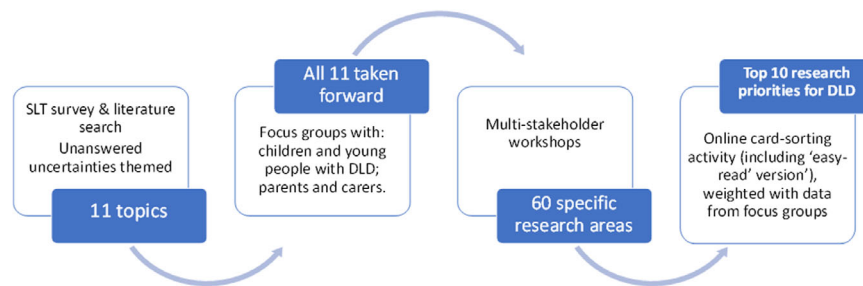 SLT survey & literature
search
Unanswered
uncertainties themed
11 topics
All 11 taken
forward
Focus groups with:
children and young
people with DLD;
parents and carers.
Multi-stakeholder
workshops
60 specific
research areas
Top 10 research
priorities for DLD
Online card-sorting
activity (including ‘easy-
read’ version’),
weighted with data
from focus groups